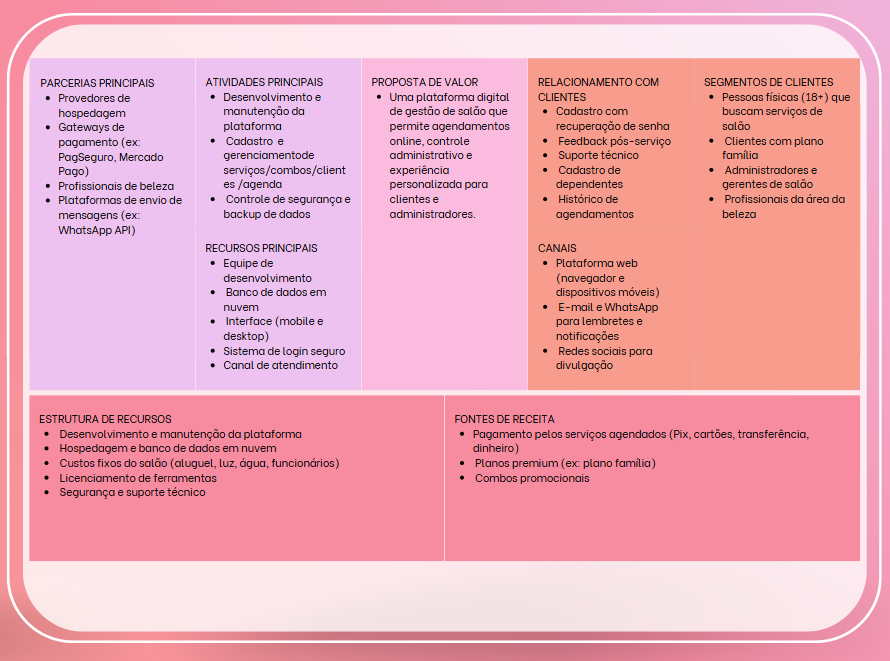 PARCERIAS PRINCIPAIS
• Provedores de
hospedagem
• Gateways de
pagamento (ex:
PagSeguro, Mercado
Pago)
• Profissionais de beleza
• Plataformas de envio de
mensagens (ex:
WhatsApp API)
ATIVIDADES PRINCIPAIS
• Desenvolvimento e
manutenção da
plataforma
• Cadastro e
gerenciamentode
serviços/combos/client
es /agenda
• Controle de segurança e
backup de dados
RECURSOS PRINCIPAIS
• Equipe de
desenvolvimento
• Banco de dados em
nuvem
• Interface (mobile e
desktop)
• Sistema de login seguro
• Canal de atendimento
PROPOSTA DE VALOR
• Uma plataforma digital
de gestão de salão que
permite agendamentos
online, controle
administrativo e
experiência
personalizada para
clientes e
administradores.
RELACIONAMENTO COM
CLIENTES
• Cadastro com
recuperação de senha
• Feedback pós-serviço
• Suporte técnico
• Cadastro de
dependentes
• Histórico de
agendamentos
CANAIS
• Plataforma web
(navegador e
dispositivos móveis)
• E-mail e WhatsApp
para lembretes e
notificações
• Redes sociais para
divulgação
SEGMENTOS DE CLIENTES
• Pessoas físicas (18+) que
buscam serviços de
salão
• Clientes com plano
família
• Administradores e
gerentes de salão
• Profissionais da área da
beleza
ESTRUTURA DE RECURSOS
• Desenvolvimento e manutenção da plataforma
• Hospedagem e banco de dados em nuvem
• Custos fixos do salão (aluguel, luz, água, funcionários)
• Licenciamento de ferramentas
• Segurança e suporte técnico
FONTES DE RECEITA
• Pagamento pelos serviços agendados (Pix, cartões, transferência,
dinheiro)
• Planos premium (ex: plano família)
• Combos promocionais